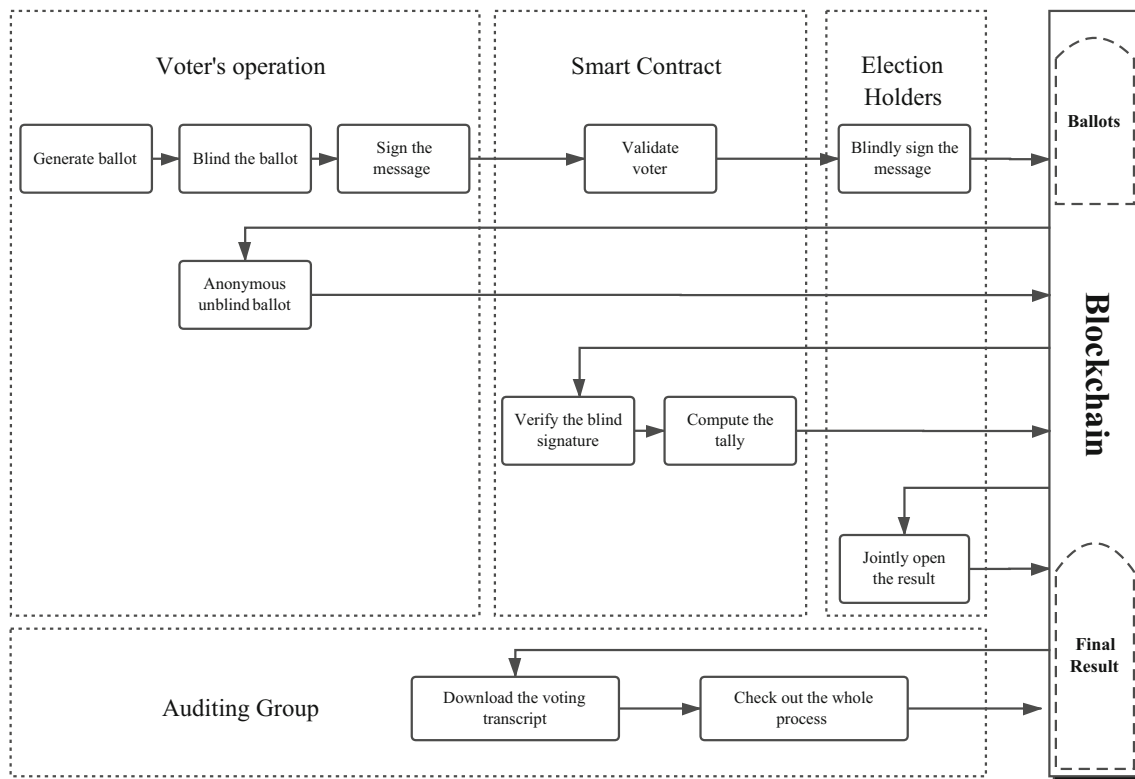 Voter's operation
Smart Contract
Election
Holders
Generate ballot
Blind the ballot
Sign the
message
Validate
voter
Blindly sign the
message
Ballots
Anonymous
unblind ballot
Blockchain
Verify the blind
signature
Compute the
tally
Jointly open
the result
Final
Result
Auditing Group
Download the voting
transcript
Check out the whole
process